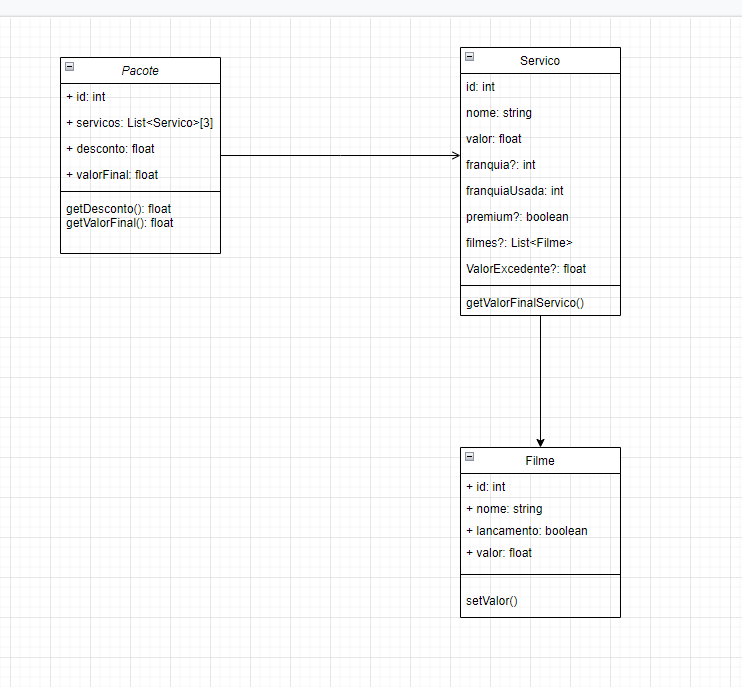 Pacote
+ id: int
+ servicos: List<Servico>[3]
+ desconto: float
+ valorFinal: float
getDesconto(): float
getValorFinal(): float
Servico
id: int
nome: string
valor: float
franquia?: int
franquiaUsada: int
premium?: boolean
filmes?: List<Filme>
ValorExcedente?: float
getValorFinalServico()
Filme
+ id: int
+ nome: string
+ lancamento: boolean
+ valor: float
setValor()